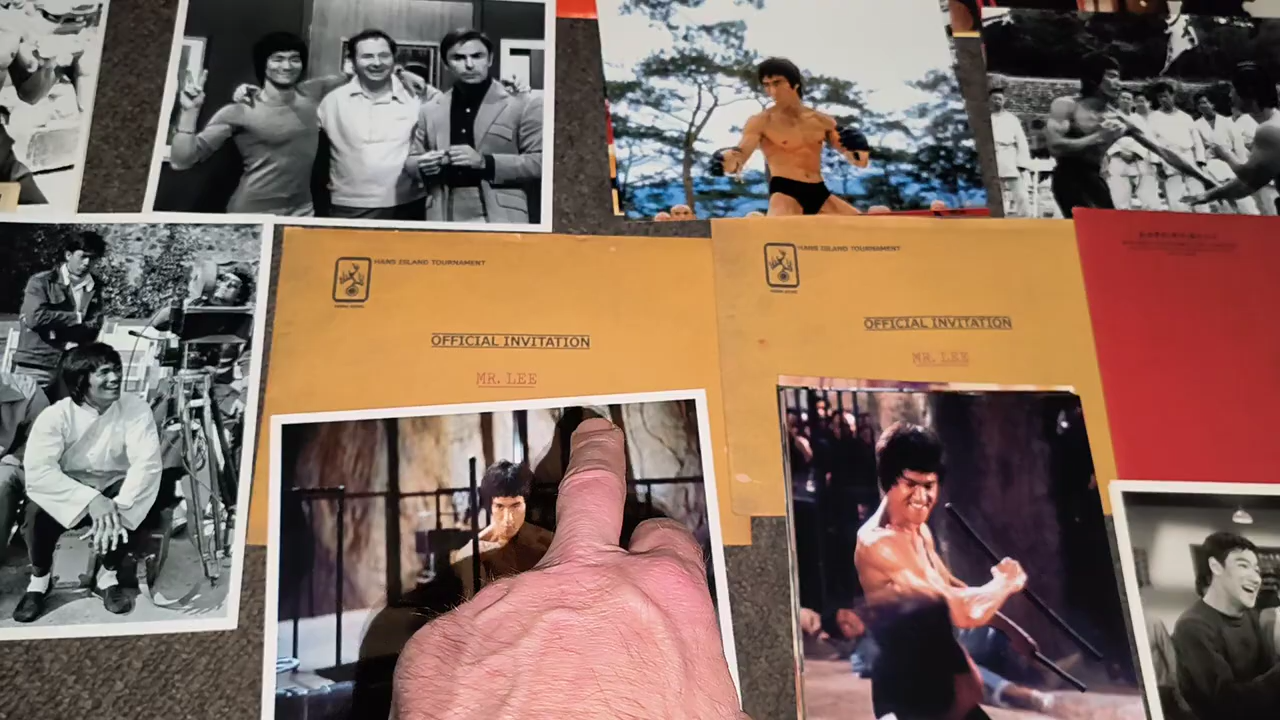 HANS ISLAND TOURNAMENT
OFFICIAL INVITATION
MR. LEE
HANS ISLAND TOURNAMENT
OFFICIAL INVITATION
MR. LEE